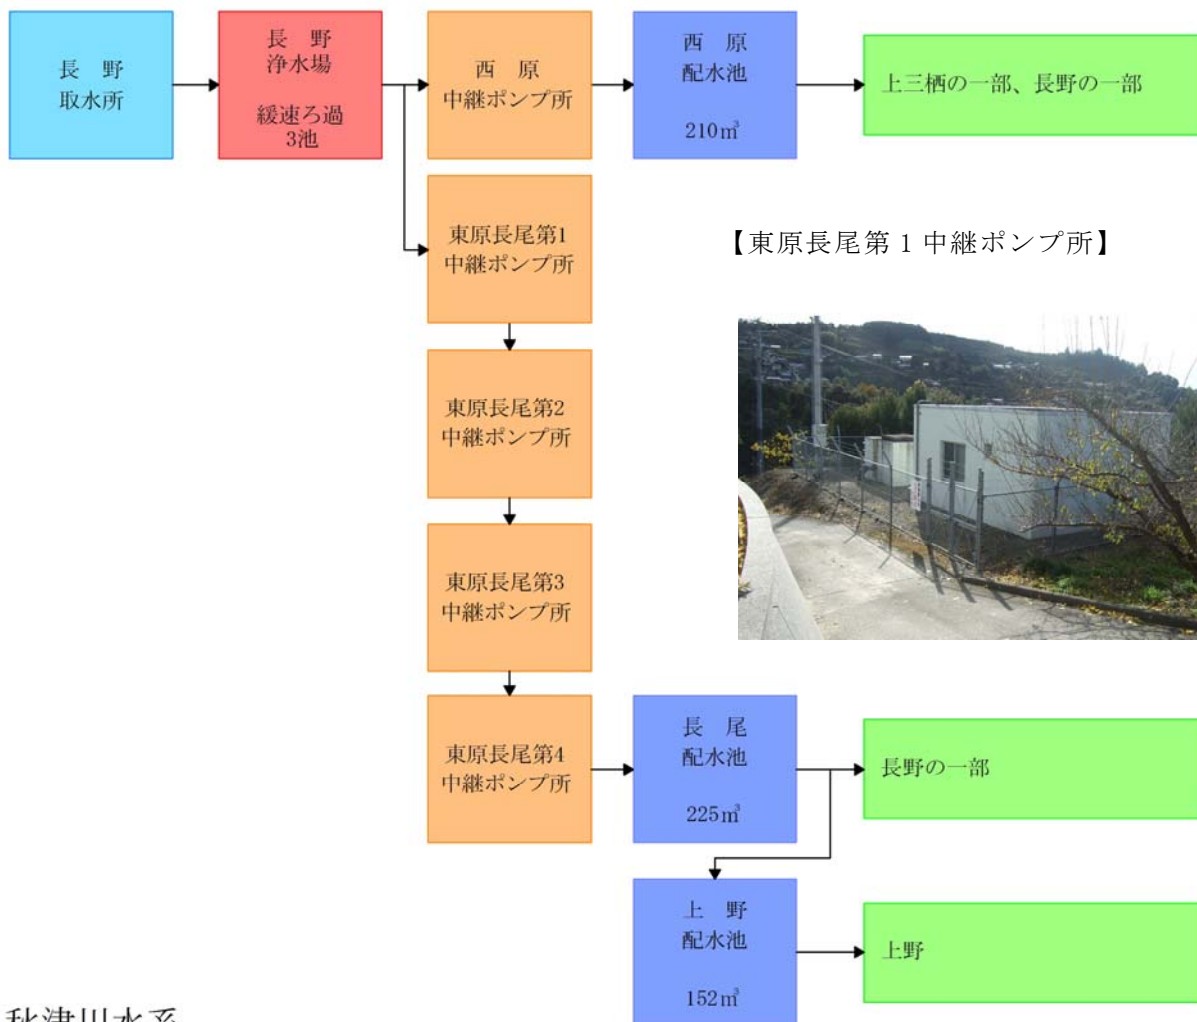 長 野
取水所
長 野
浄水場
緩速ろ過
3池
西 原
中継ポンプ所
西 原
配水池
210㎥
上三栖の一部、長野の一部
東原長尾第1
中継ポンプ所
【東原長尾第1中継ポンプ所】
東原長尾第2
中継ポンプ所
東原長尾第3
中継ポンプ所
東原長尾第4
中継ポンプ所
長 尾
配水池
225㎥
長野の一部
上 野
配水池
152㎥
上野
秋津川水系